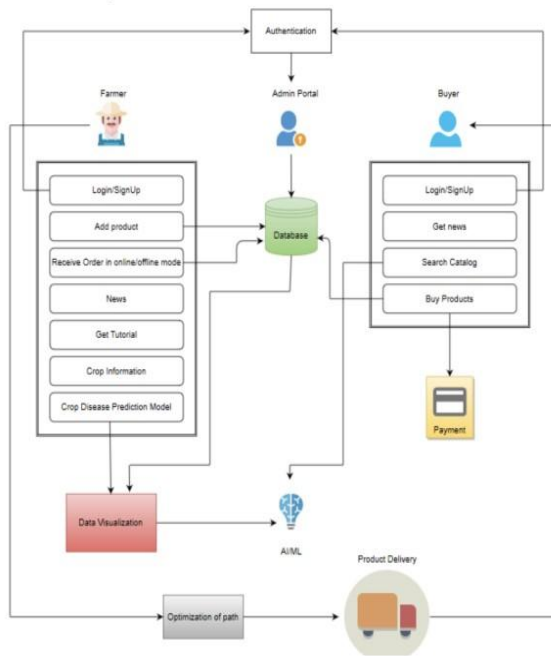 Authentication
Farmer
Admin Portal
Buyer
Login/SignUp
Add product
Receive Order in online/offline mode
News
Get Tutorial
Crop Information
Crop Disease Prediction Model
Database
Login/SignUp
Get news
Search Catalog
Buy Products
Payment
Data Visualization
AI/ML
Product Delivery
Optimization of path